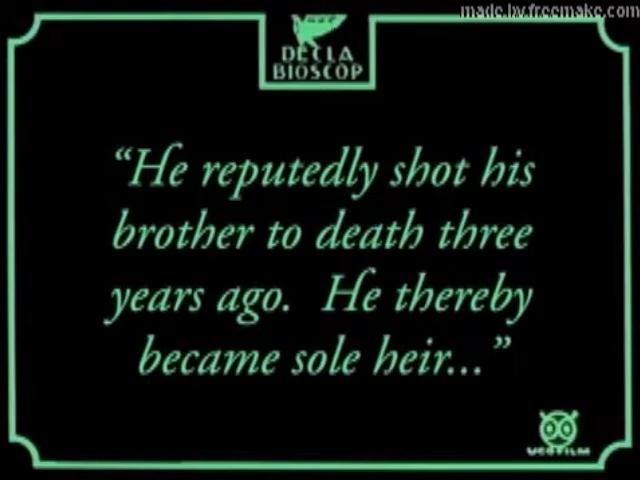 made.by.freemake.com
DECLA
BIOSCOP
“He reputedly shot his
brother to death three
years ago. He thereby
became sole heir...”